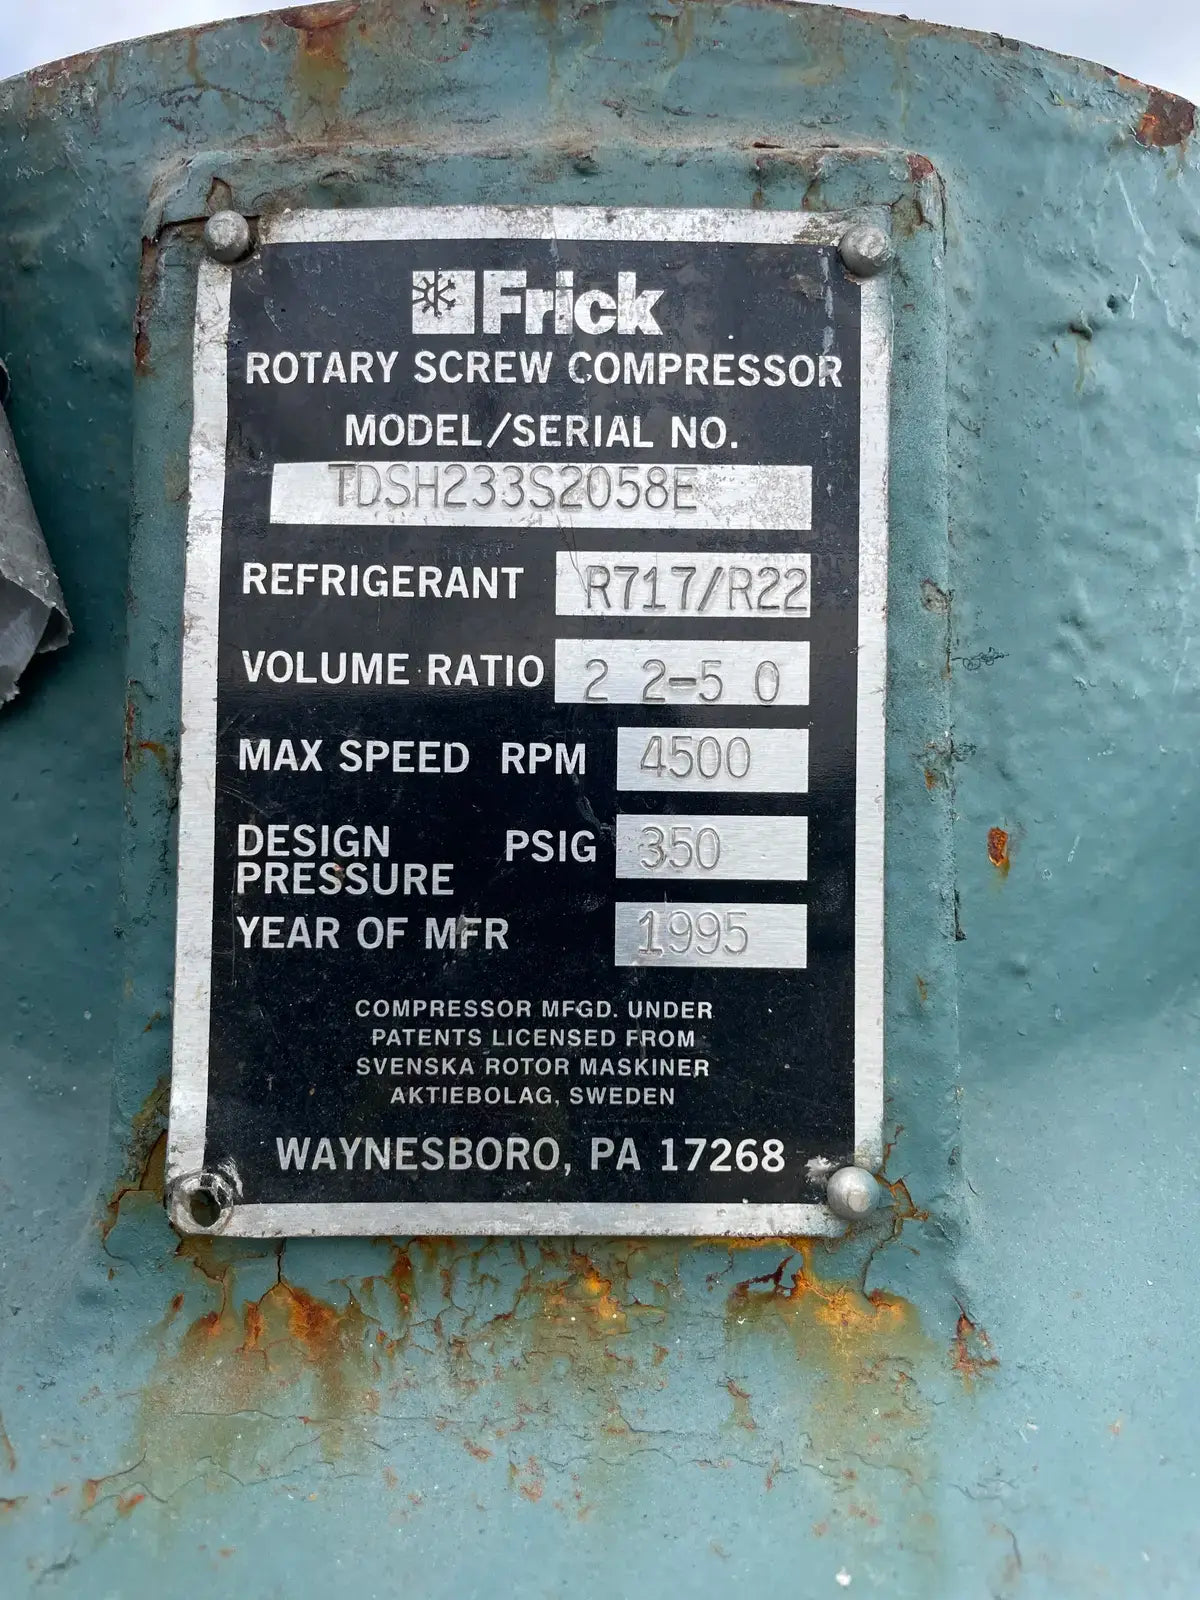 Frick
ROTARY SCREW COMPRESSOR
MODEL/SERIAL NO.
TDSH233S2058E
REFRIGERANT R717/R22
VOLUME RATIO 2 2-5 0
MAX SPEED RPM 4500
DESIGN PRESSURE PSIG 350
YEAR OF MFR 1995
COMPRESSOR MFGD. UNDER
PATENTS LICENSED FROM
SVENSKA ROTOR MASKINER
AKTIEBOLAG, SWEDEN
WAYNESBORO, PA 17268